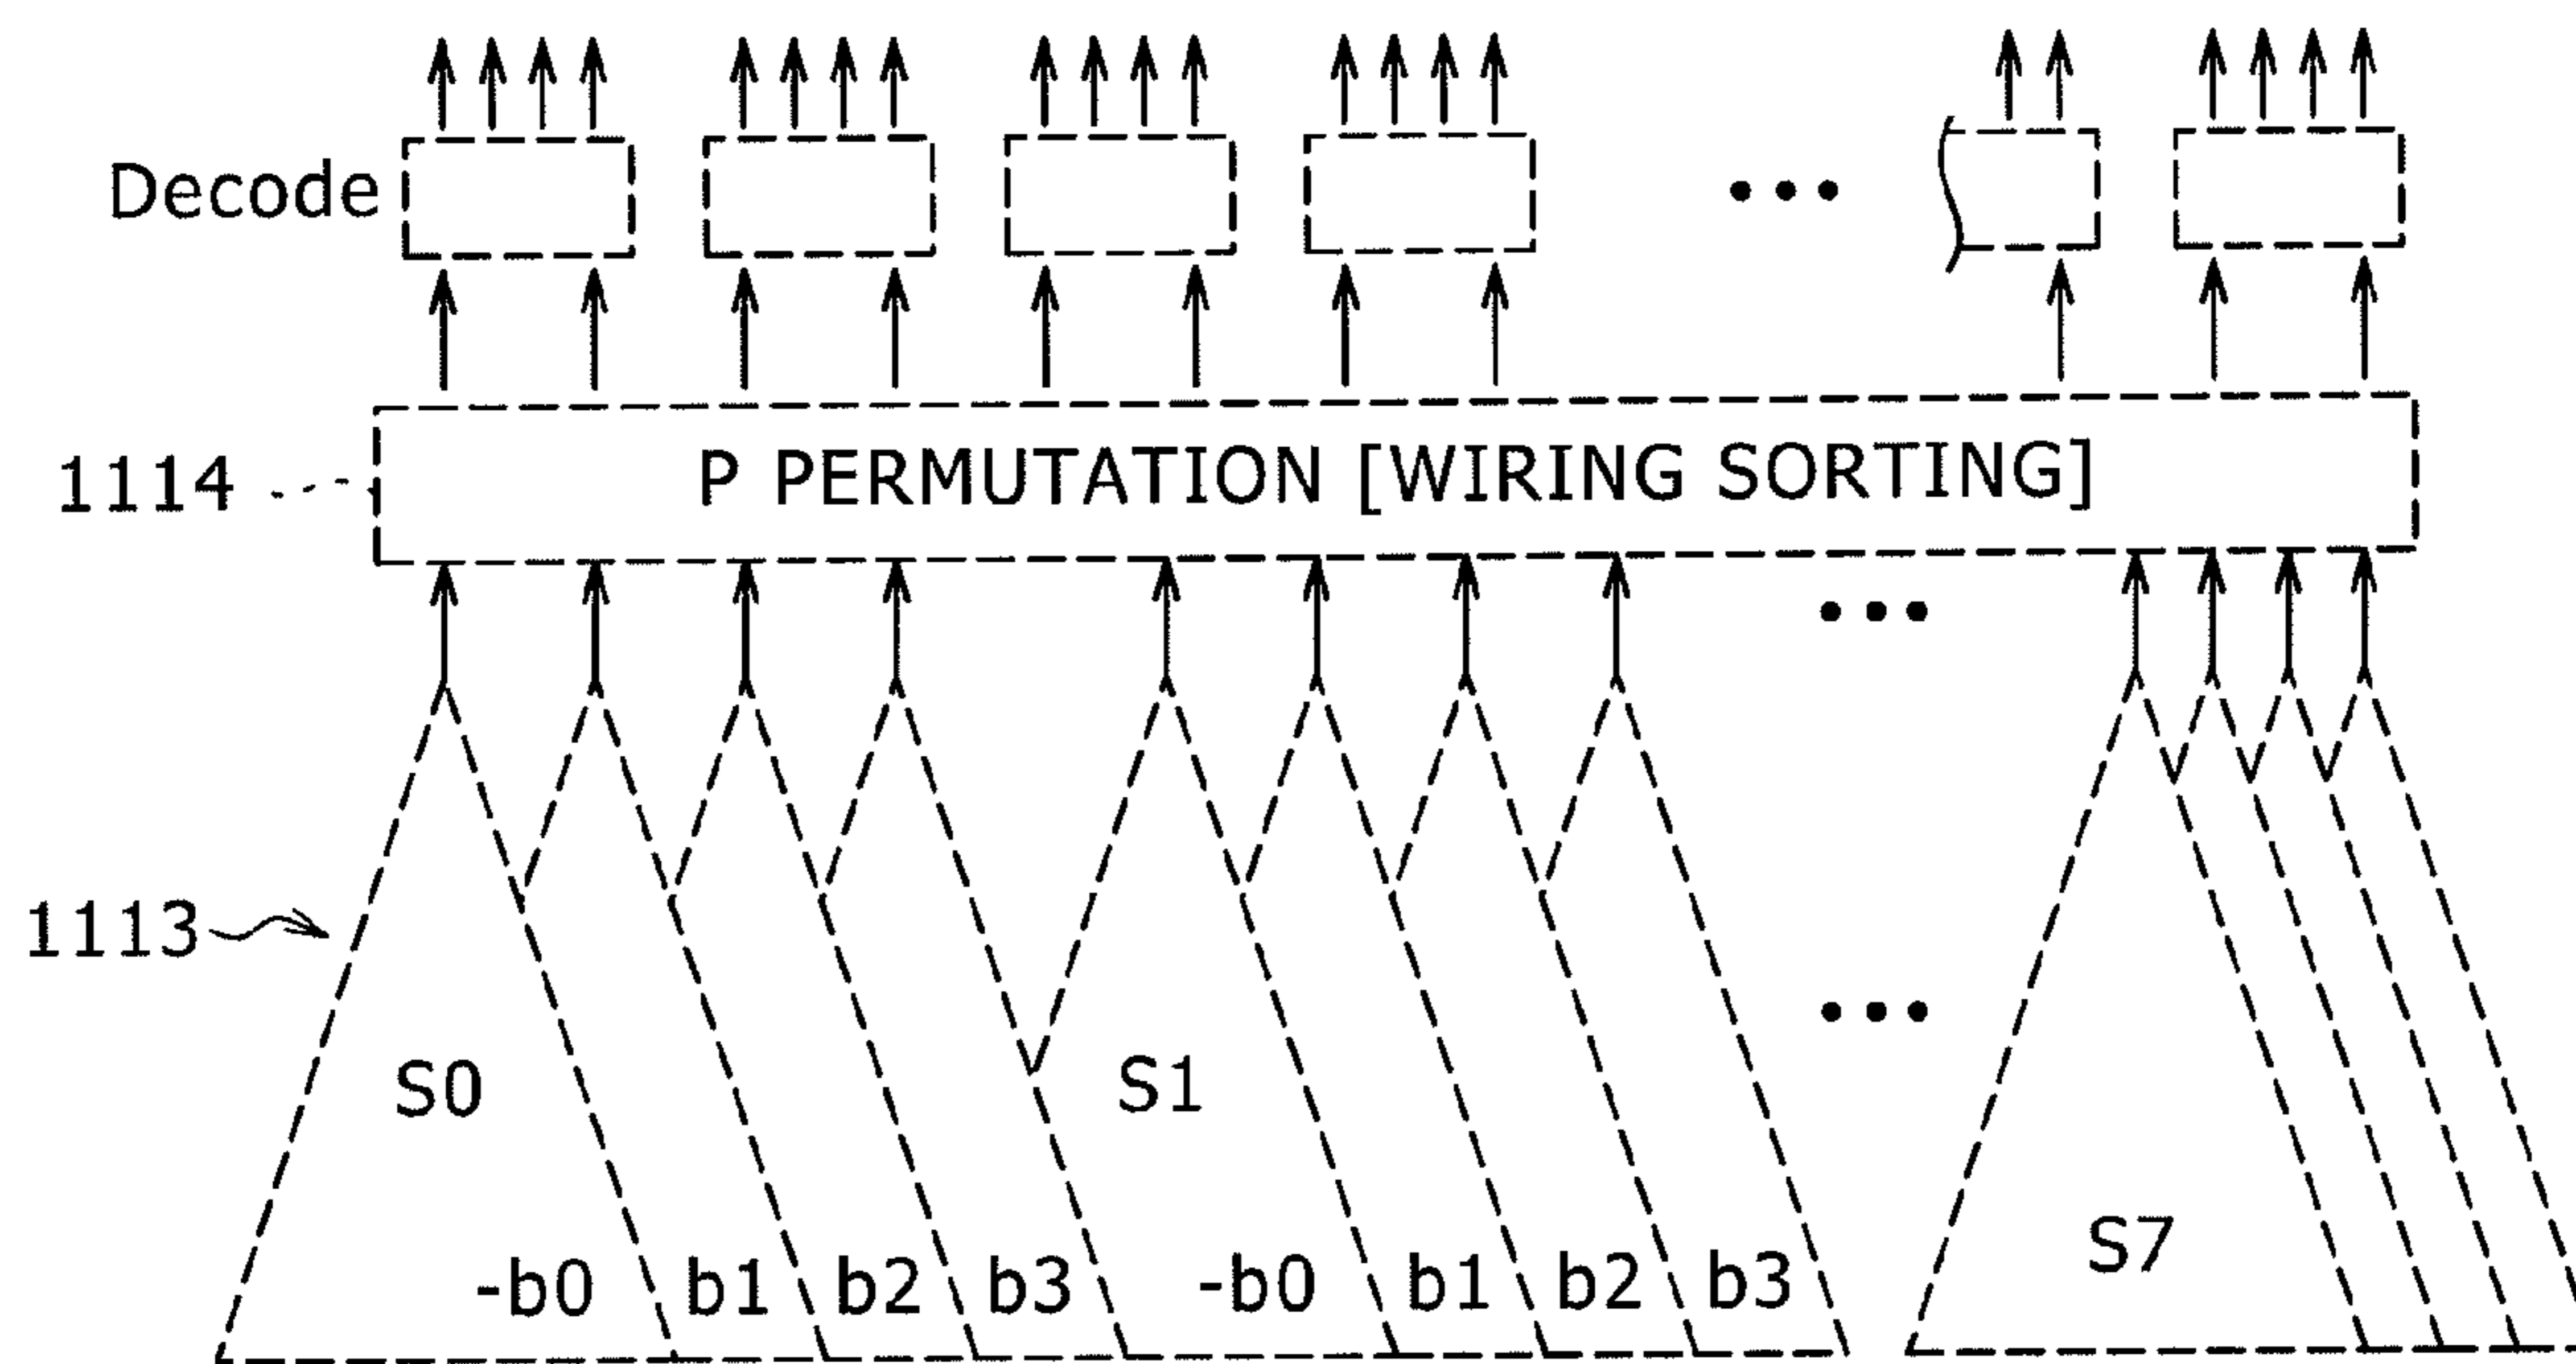 Decode
•••
1114
P PERMUTATION [WIRING SORTING]
•••
1113
•••
S0
S1
S7
-b0 b1 b2 b3 -b0 b1 b2 b3